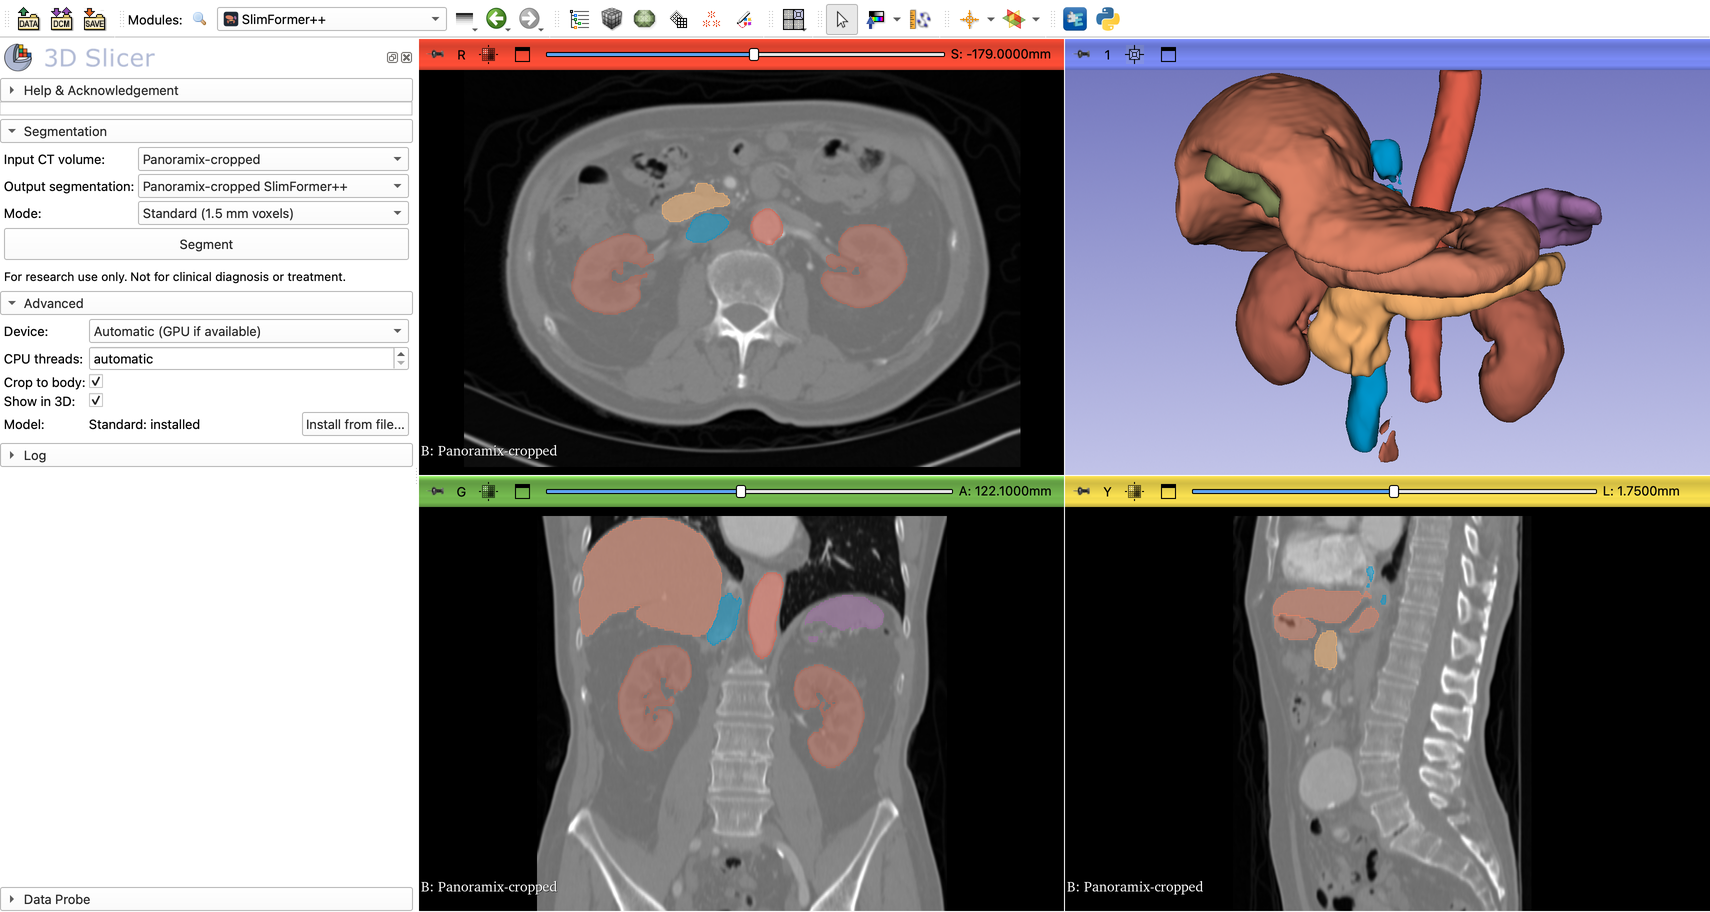 DATA
DCM
SAVE
Modules:
SlimFormer++
3D Slicer
Help & Acknowledgement
Segmentation
Input CT volume:
Panoramix-cropped
Output segmentation:
Panoramix-cropped SlimFormer++
Mode:
Standard (1.5 mm voxels)
Segment
For research use only. Not for clinical diagnosis or treatment.
Advanced
Device:
Automatic (GPU if available)
CPU threads:
automatic
Crop to body:
Show in 3D:
Model:
Standard: installed
Install from file...
Log
Data Probe
R
S: -179.0000mm
B: Panoramix-cropped
1
G
A: 122.1000mm
B: Panoramix-cropped
Y
L: 1.7500mm
B: Panoramix-cropped